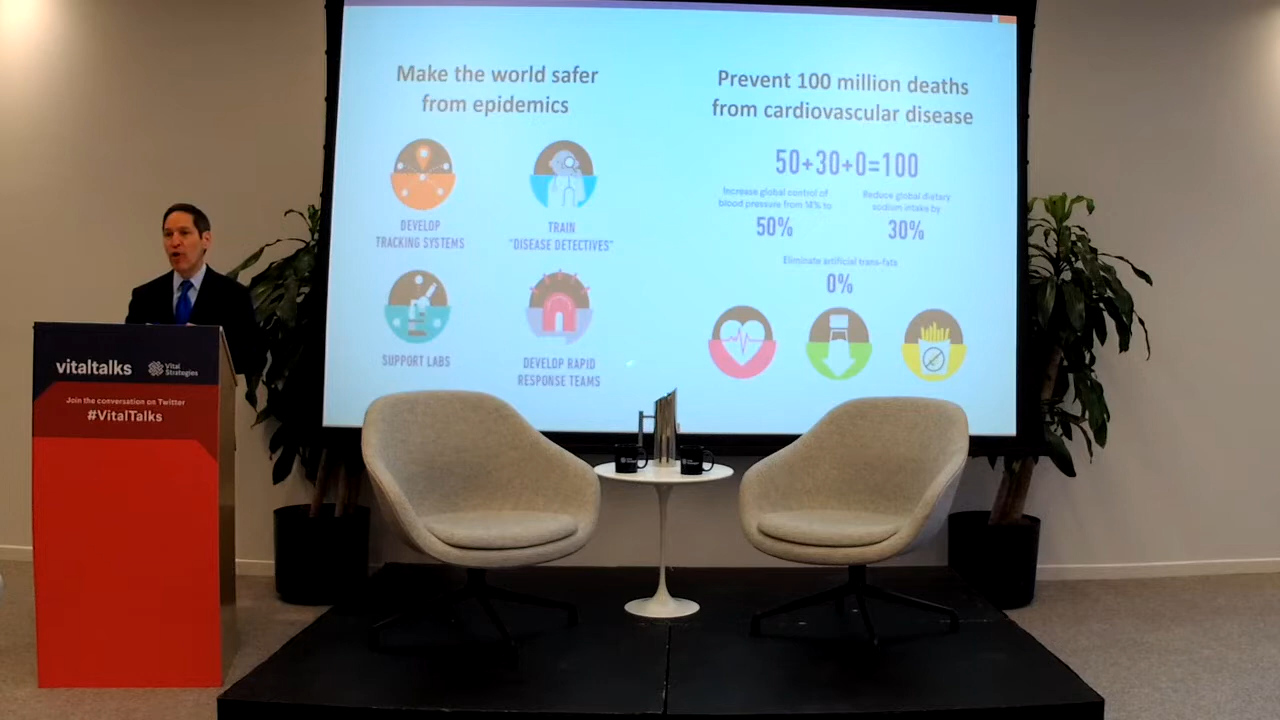 Make the world safer
from epidemics
DEVELOP
TRACKING SYSTEMS
TRAIN
"DISEASE DETECTIVES"
SUPPORT LABS
DEVELOP RAPID
RESPONSE TEAMS
Prevent 100 million deaths
from cardiovascular disease
50+30+0=100
Increase global control of
blood pressure from 14% to
50%
Reduce global dietary
sodium intake by
30%
Eliminate artificial trans-fats
0%
vitaltalks
Vital
Strategies
Join the conversation on Twitter
#VitalTalks